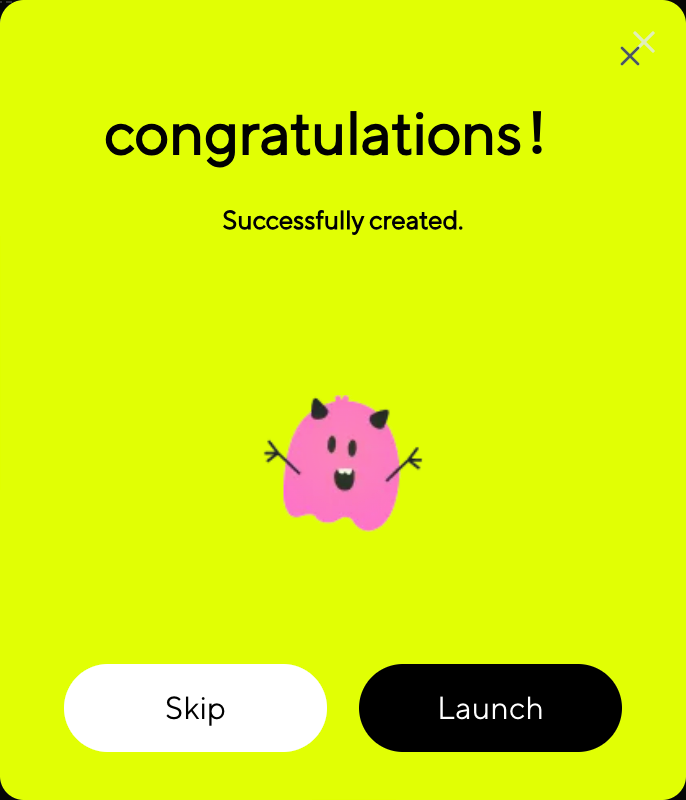 congratulations!
Successfully created.
Skip
Launch